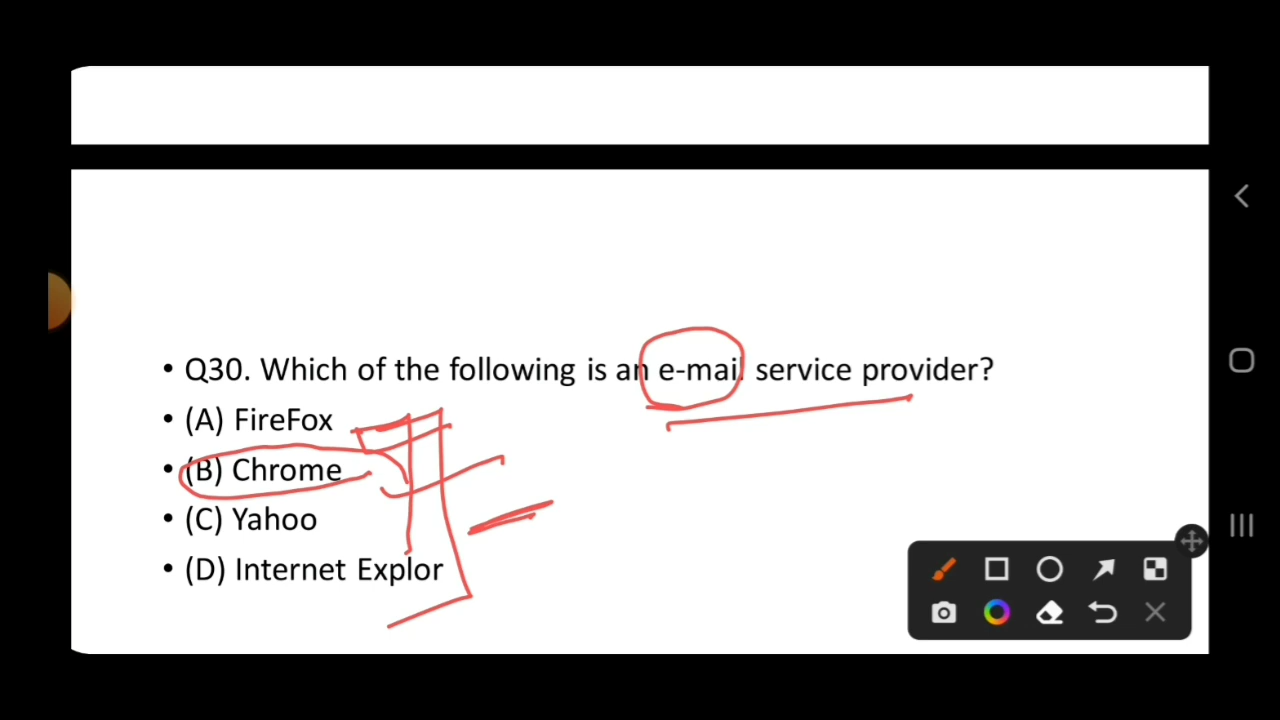 • Q30. Which of the following is an e-mail service provider?
• (A) FireFox
• (B) Chrome
• (C) Yahoo
• (D) Internet Explor